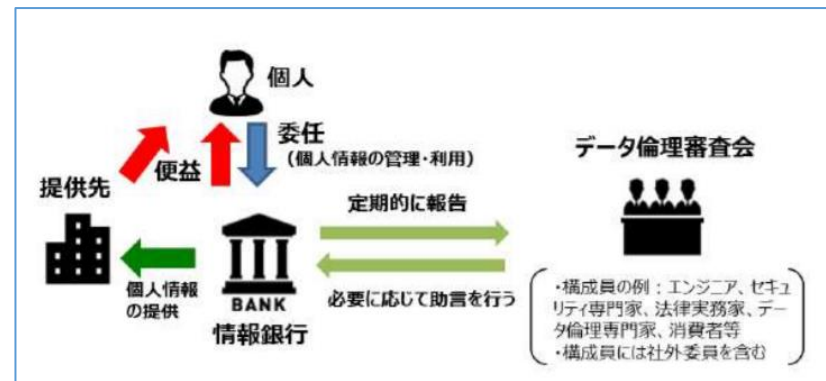 個人
委任
(個人情報の管理・利用)
便益
提供先
個人情報
の提供
BANK
情報銀行
定期的に報告
必要に応じて助言を行う
データ倫理審査会
・構成員の例：エンジニア、セキュ
リティ専門家、法律実務家、デー
タ倫理専門家、消費者等
・構成員には社外委員を含む